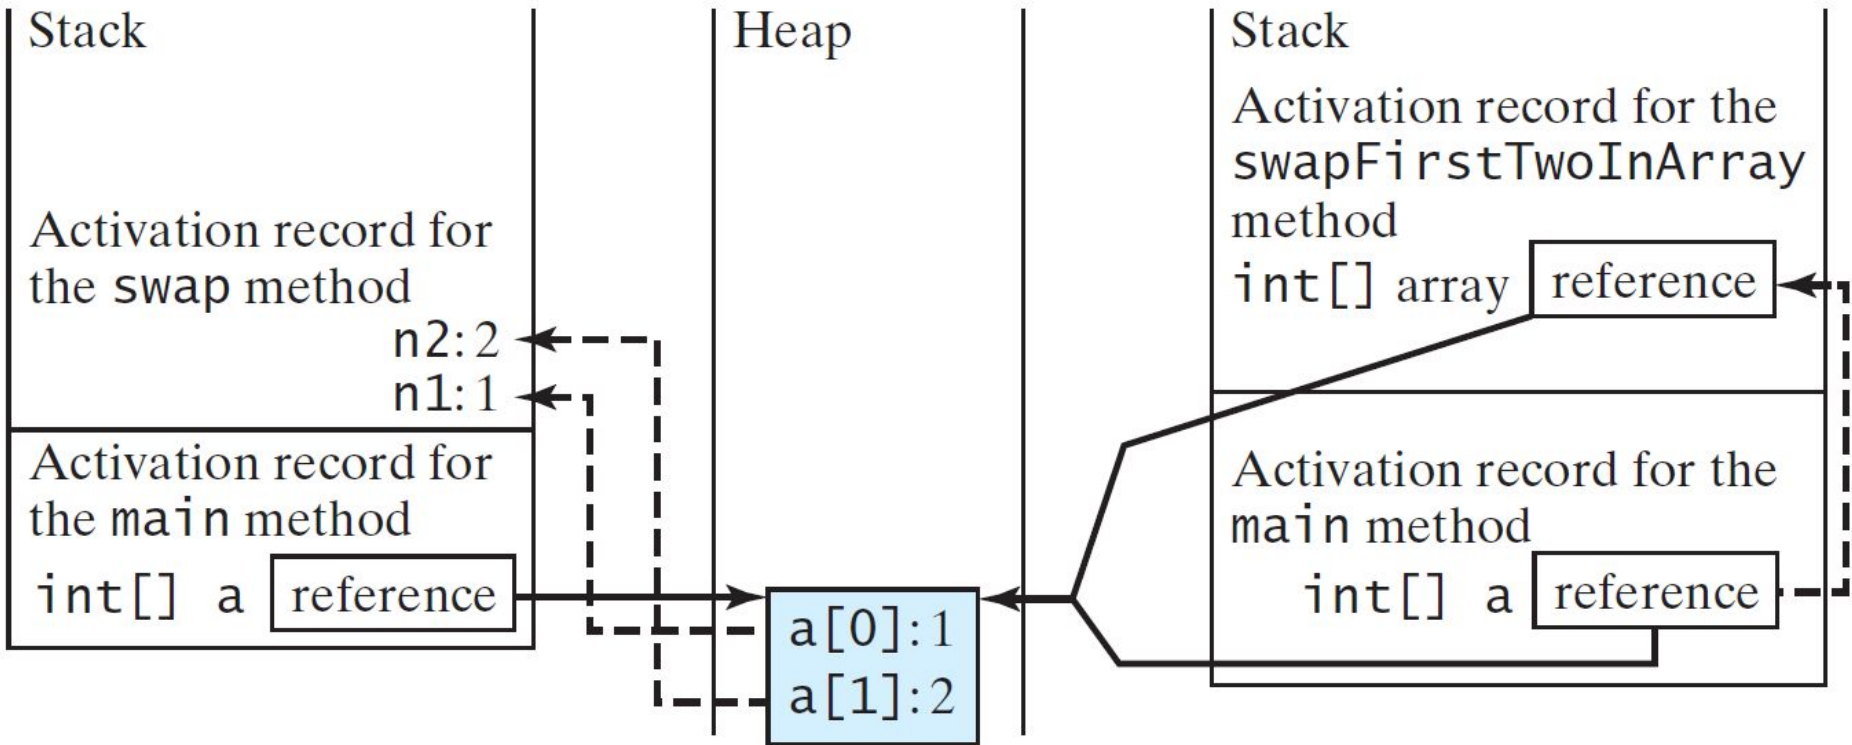 Stack
Activation record for
the swap method
n2: 2
n1: 1
Activation record for
the main method
int[] a reference
Heap
a[0]: 1
a[1]: 2
Stack
Activation record for the
swapFirstTwoInArray
method
int[] array reference
Activation record for the
main method
int[] a reference